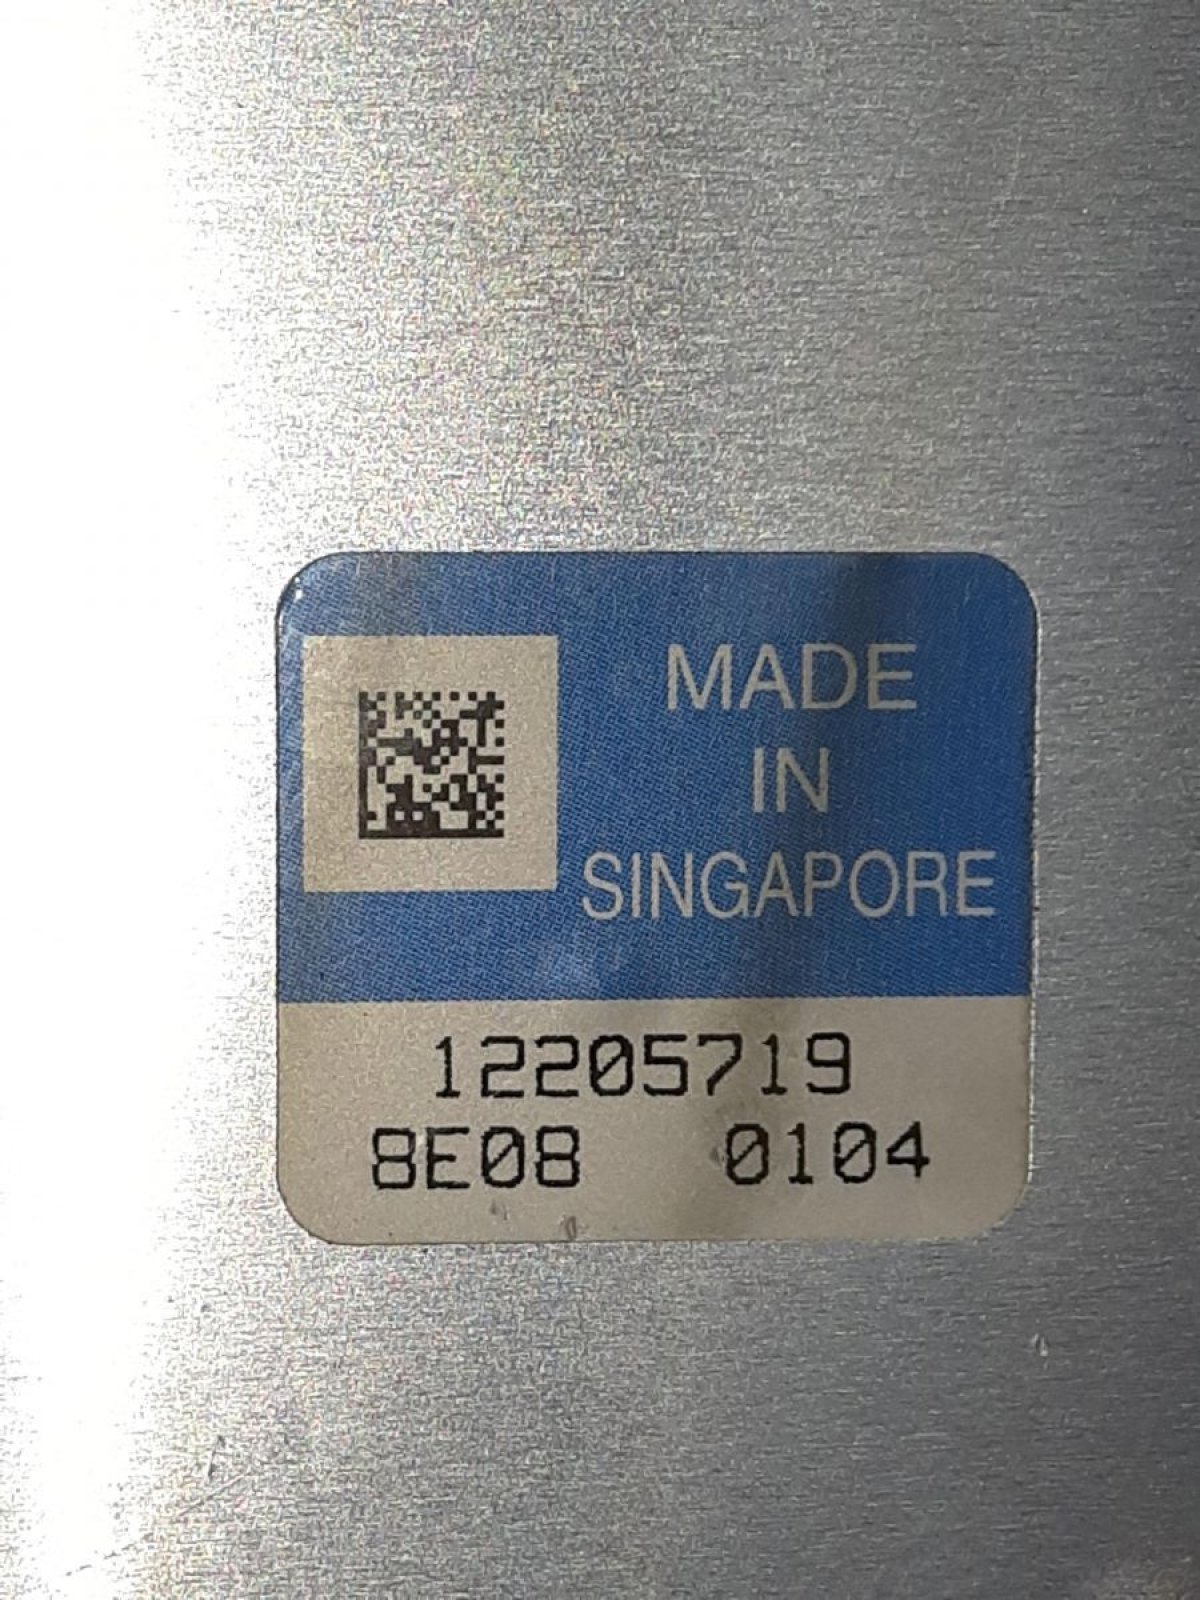 MADE
IN
SINGAPORE
12205719
8E08 0104